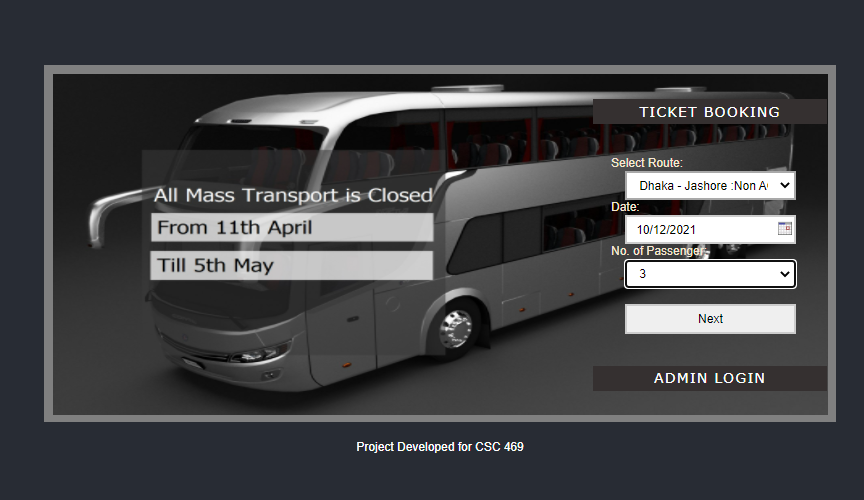 TICKET BOOKING
All Mass Transport is Closed
From 11th April
Till 5th May
Select Route:
Dhaka - Jashore :Non A
Date:
10/12/2021
No. of Passenger
3
Next
ADMIN LOGIN
Project Developed for CSC 469